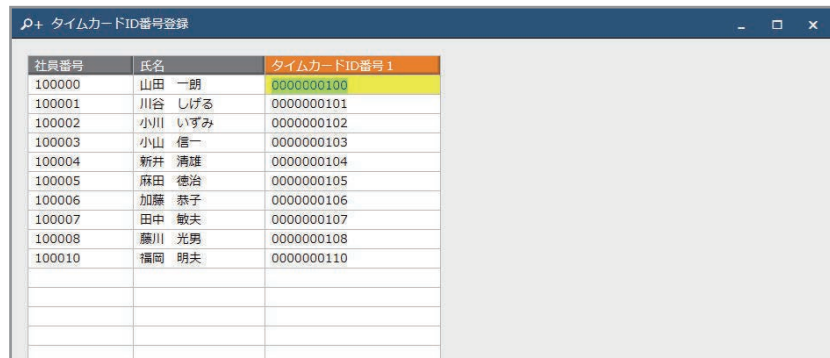 タイムカードID番号登録
社員番号 氏名 タイムカードID番号1
100000 山田 一朗 0000000100
100001 川谷 しげる 0000000101
100002 小川 いずみ 0000000102
100003 小山 信一 0000000103
100004 新井 清雄 0000000104
100005 麻田 徳治 0000000105
100006 加藤 恭子 0000000106
100007 田中 敏夫 0000000107
100008 藤川 光男 0000000108
100010 福岡 明夫 0000000110